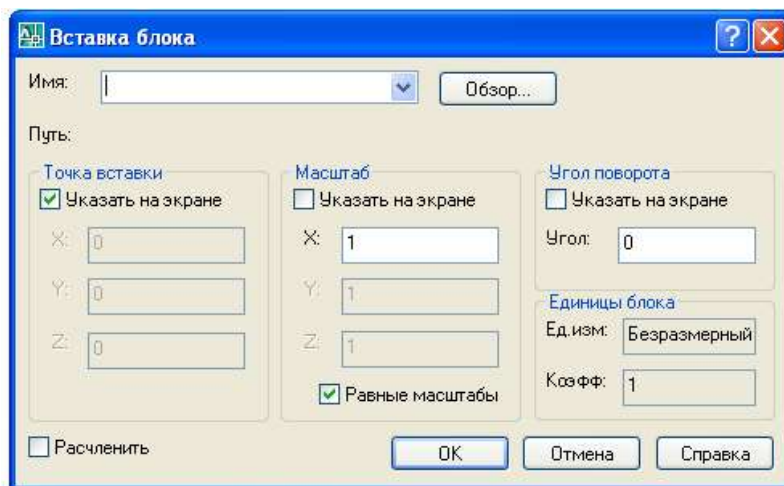 Вставка блока
Имя:
Обзор...
Путь:
Точка вставки
Указать на экране
X: 0
Y: 0
Z: 0
Масштаб
Указать на экране
X: 1
Y: 1
Z: 1
Равные масштабы
Угол поворота
Указать на экране
Угол: 0
Единицы блока
Ед.изм: Безразмерный
Коэфф: 1
Расчленить
OK
Отмена
Справка